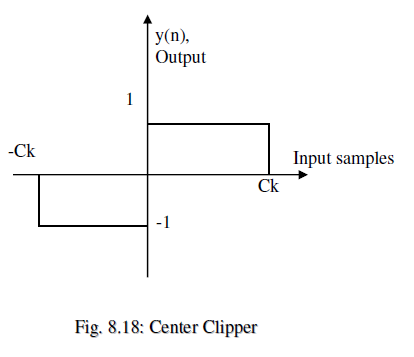 y(n),
Output
1
-Ck
Input samples
Ck
-1
Fig. 8.18: Center Clipper